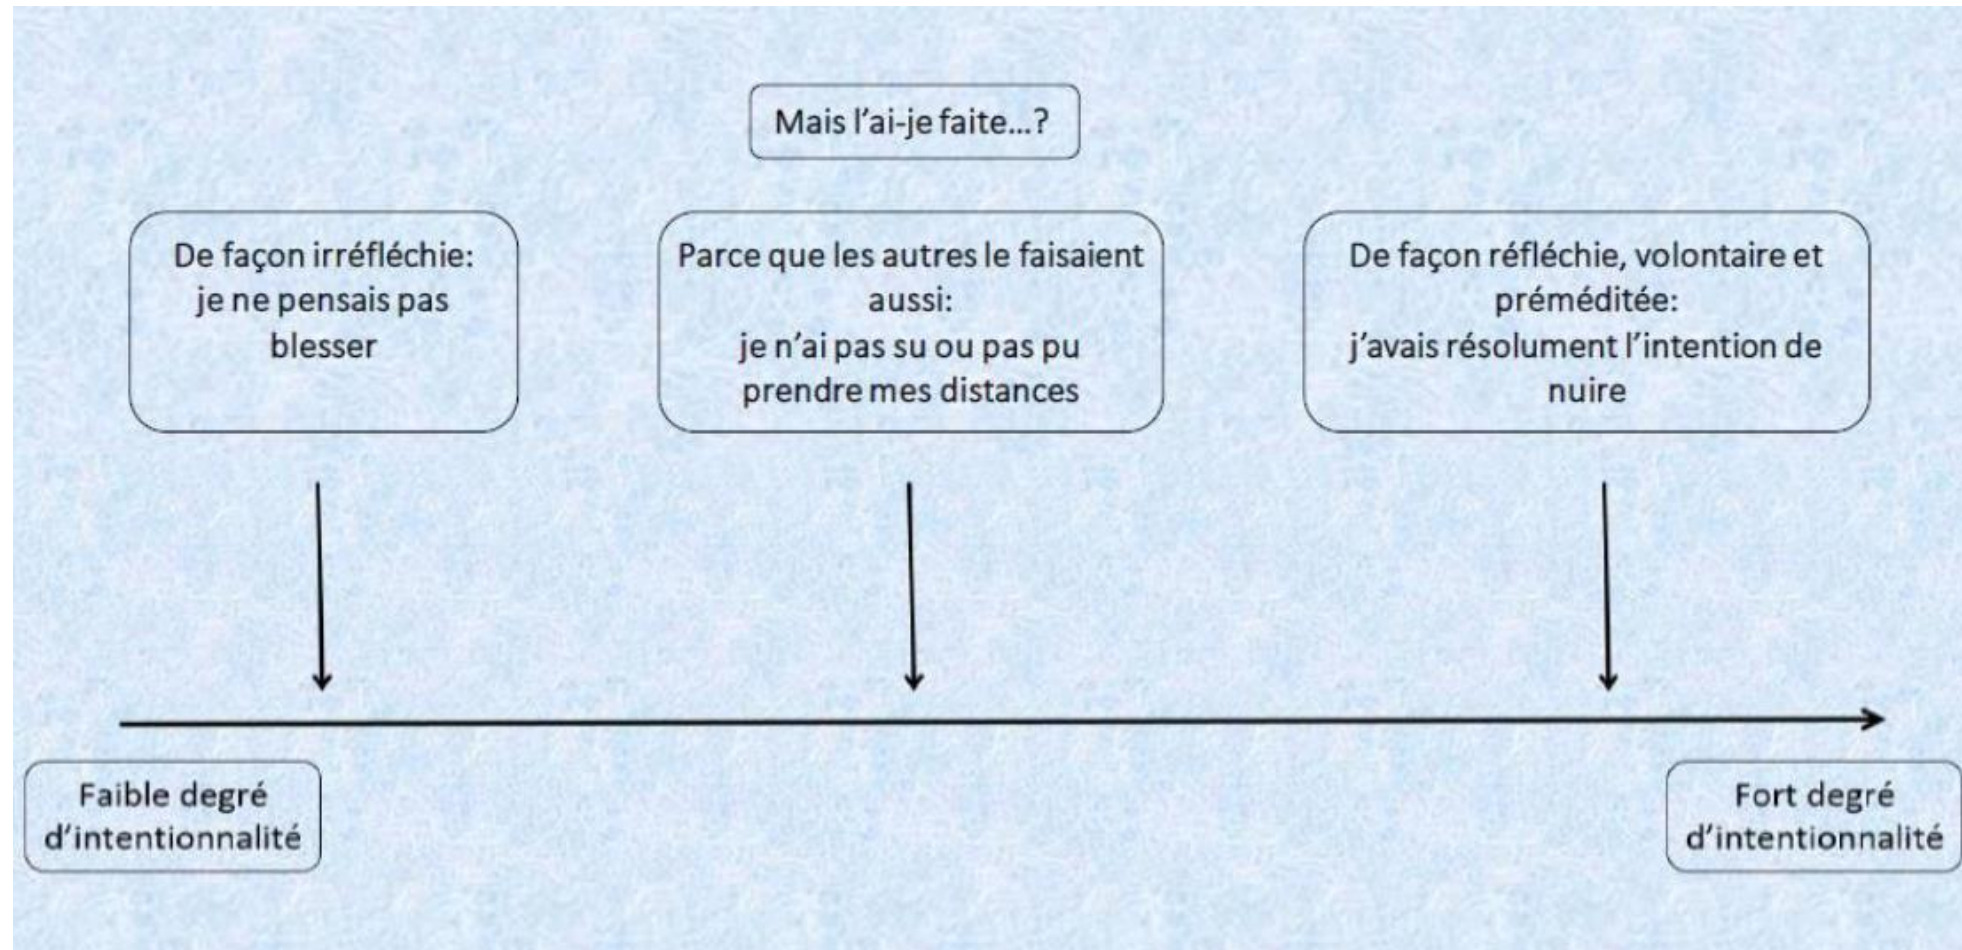 Mais l'ai-je faite...?
De façon irréfléchie:
je ne pensais pas
blesser
Parce que les autres le faisaient
aussi:
je n'ai pas su ou pas pu
prendre mes distances
De façon réfléchie, volontaire et
préméditée:
j'avais résolument l'intention de
nuire
Faible degré
d'intentionnalité
Fort degré
d'intentionnalité